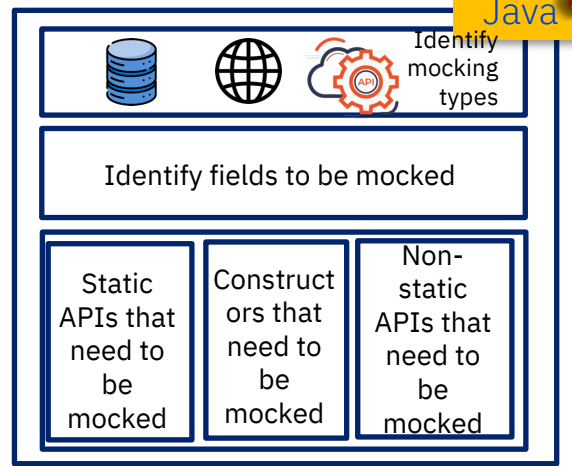 Java
Identify
mocking
types
API
Identify fields to be mocked
Static
APIs that
need to
be
mocked
Construct
ors that
need to
be
mocked
Non-
static
APIs that
need to
be
mocked